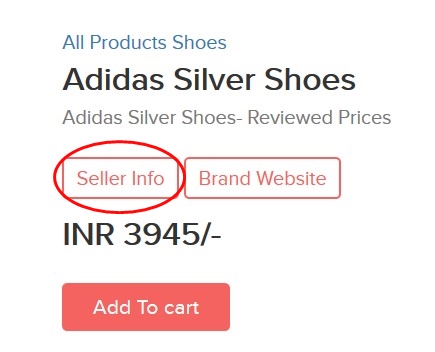 All Products Shoes
Adidas Silver Shoes
Adidas Silver Shoes- Reviewed Prices
Seller Info Brand Website
INR 3945/-
Add To cart